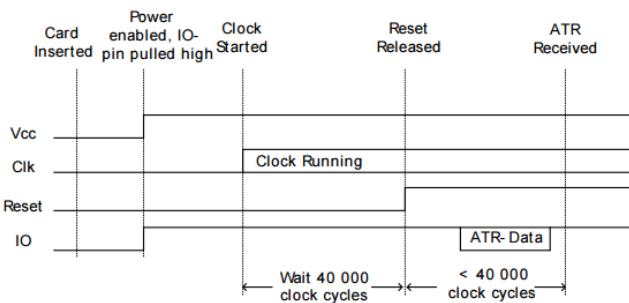 Card
Inserted
Power
enabled, IO-
pin pulled high
Clock
Started
Reset
Released
ATR
Received
Vcc
Clk
Clock Running
Reset
IO
ATR- Data
Wait 40 000
clock cycles
< 40 000
clock cycles